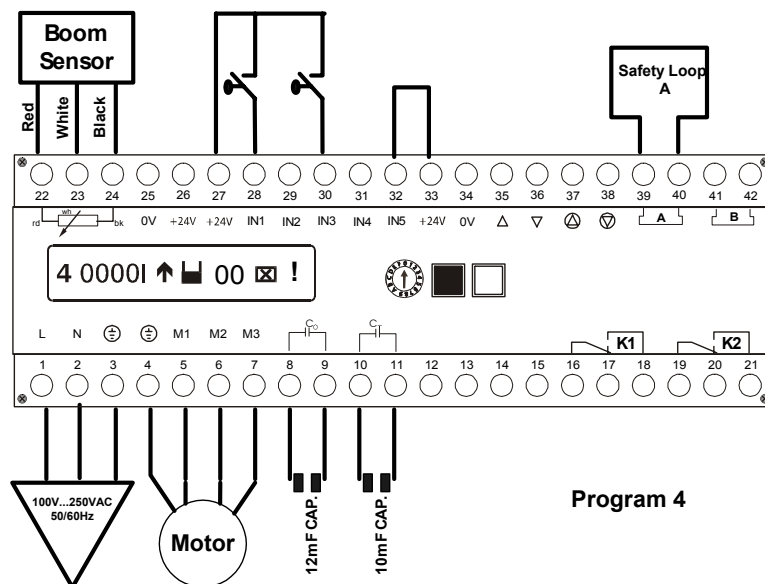 Boom
Sensor
Safety Loop
A
Red
White
Black
22 23 24 25 26 27 28 29 30 31 32 33 34 35 36 37 38 39 40 41 42
rd wh bk 0V +24V +24V IN1 IN2 IN3 IN4 IN5 +24V 0V A B
4 0000I 00 !
L N M1 M2 M3 CO CT K1 K2
1 2 3 4 5 6 7 8 9 10 11 12 13 14 15 16 17 18 19 20 21
100V...250VAC
50/60Hz
Motor
12mF CAP.
10mF CAP.
Program 4